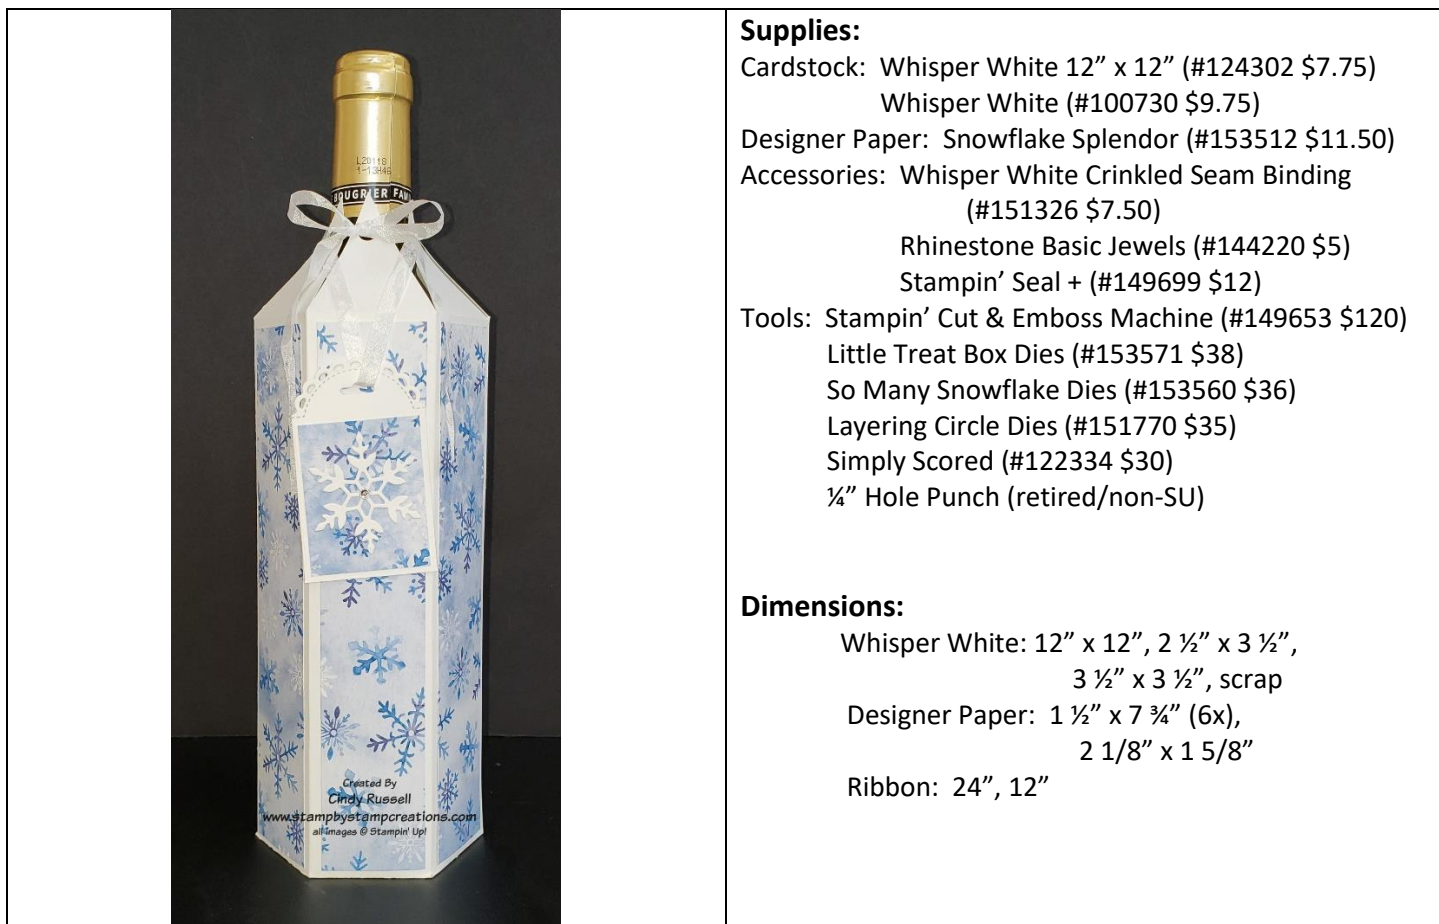 L2011S
BOUGRIER FAM
Created By
Cindy Russell
www.stampbystampcreations.com
all images © Stampin' Up!
Supplies:
Cardstock: Whisper White 12” x 12” (#124302 $7.75)
Whisper White (#100730 $9.75)
Designer Paper: Snowflake Splendor (#153512 $11.50)
Accessories: Whisper White Crinkled Seam Binding
(#151326 $7.50)
Rhinestone Basic Jewels (#144220 $5)
Stampin’ Seal + (#149699 $12)
Tools: Stampin’ Cut & Emboss Machine (#149653 $120)
Little Treat Box Dies (#153571 $38)
So Many Snowflake Dies (#153560 $36)
Layering Circle Dies (#151770 $35)
Simply Scored (#122334 $30)
¼” Hole Punch (retired/non-SU)
Dimensions:
Whisper White: 12” x 12”, 2 ½” x 3 ½”,
3 ½” x 3 ½”, scrap
Designer Paper: 1 ½” x 7 ¾” (6x),
2 1/8” x 1 5/8”
Ribbon: 24”, 12”